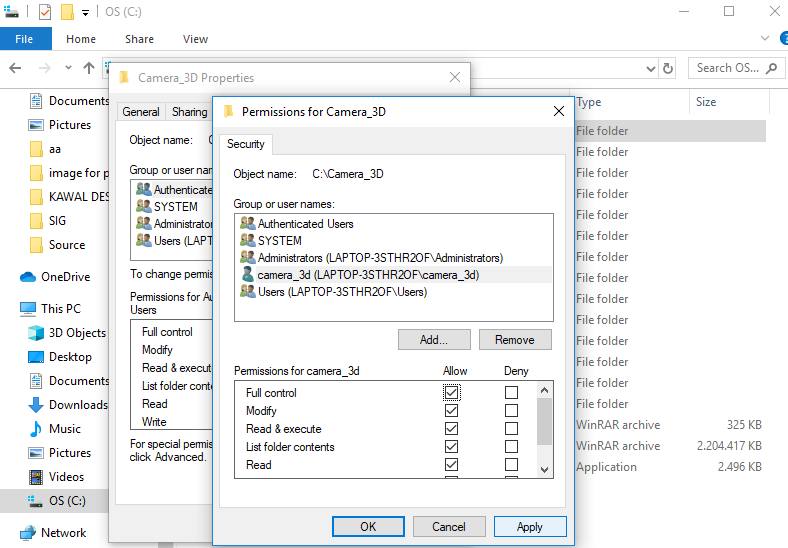 OS (C:)
File
Home
Share
View
Search OS...
Documents
Pictures
aa
image for p
KAWAL DES
SIG
Source
OneDrive
This PC
3D Objects
Desktop
Documents
Downloads
Music
Pictures
Videos
OS (C:)
Network
Camera_3D Properties
General
Sharing
Object name:
Group or user names:
Authenticated
SYSTEM
Administrators
Users (LAPT
To change permis
Permissions for Au
Users
Full control
Modify
Read & execute
List folder conte
Read
Write
For special permis
click Advanced.
Permissions for Camera_3D
Security
Object name: C:\Camera_3D
Group or user names:
Authenticated Users
SYSTEM
Administrators (LAPTOP-3STHR2OF\Administrators)
camera_3d (LAPTOP-3STHR2OF\camera_3d)
Users (LAPTOP-3STHR2OF\Users)
Add...
Remove
Permissions for camera_3d Allow Deny
Full control
Modify
Read & execute
List folder contents
Read
OK
Cancel
Apply
Type Size
File folder
File folder
File folder
File folder
File folder
File folder
File folder
File folder
File folder
File folder
File folder
File folder
File folder
File folder
WinRAR archive 325 KB
WinRAR archive 2.204.417 KB
Application 2.496 KB